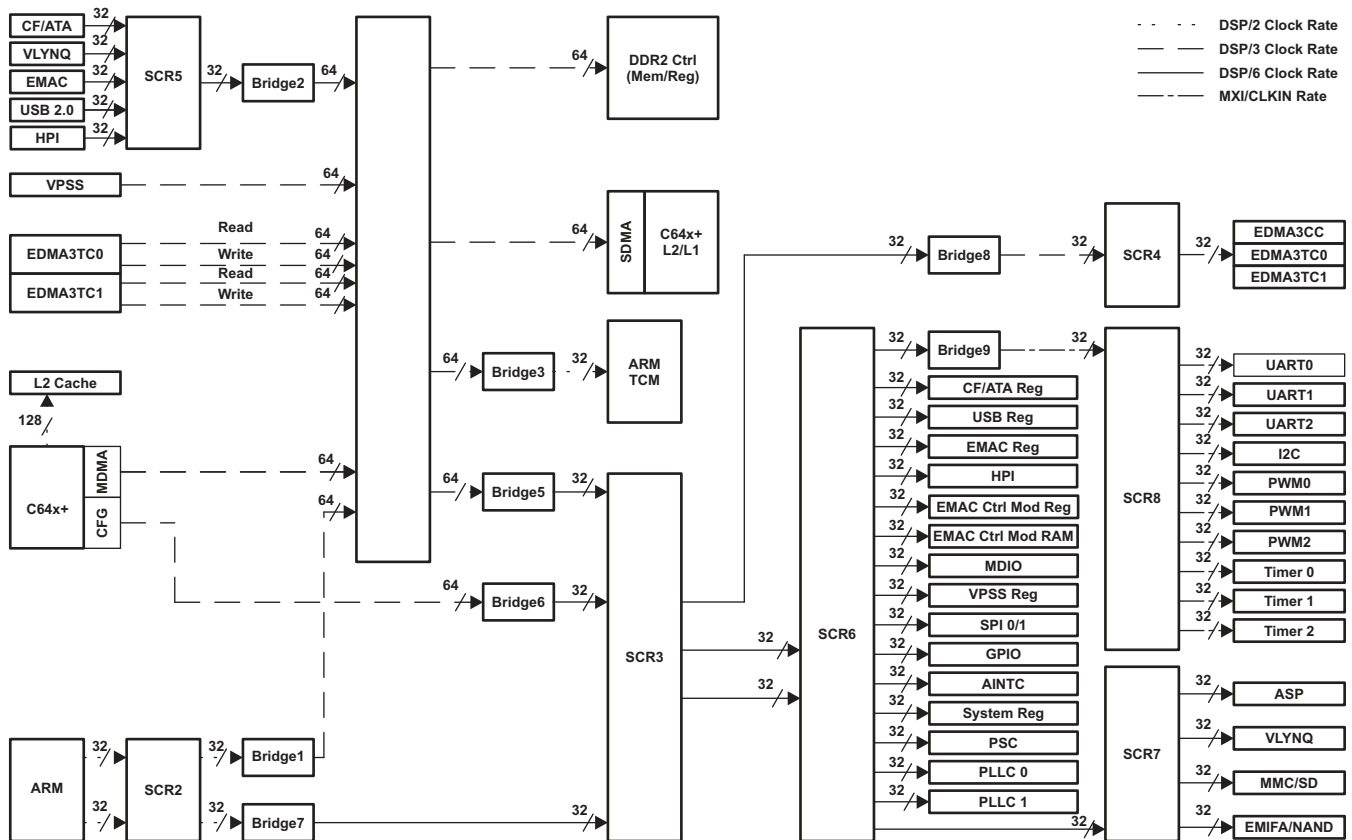 32
CF/ATA
32
VLYNQ
32
EMAC
32
USB 2.0
32
HPI
SCR5
32
Bridge2
64
64
DDR2 Ctrl
(Mem/Reg)
DSP/2 Clock Rate
DSP/3 Clock Rate
DSP/6 Clock Rate
MXI/CLKIN Rate
VPSS
64
EDMA3TC0
EDMA3TC1
Read
64
Write
64
Read
64
Write
64
64
SDMA
C64x+
L2/L1
32
Bridge8
32
SCR4
32
EDMA3CC
EDMA3TC0
EDMA3TC1
64
Bridge3
32
ARM
TCM
L2 Cache
128
C64x+
MDMA
CFG
64
64
64
Bridge5
32
64
Bridge6
32
SCR3
32
32
SCR6
32
Bridge9
32
32
CF/ATA Reg
32
USB Reg
32
EMAC Reg
32
HPI
32
EMAC Ctrl Mod Reg
32
EMAC Ctrl Mod RAM
32
MDIO
32
VPSS Reg
32
SPI 0/1
32
GPIO
32
AINTC
32
System Reg
32
PSC
32
PLLC 0
32
PLLC 1
32
SCR8
32
UART0
32
UART1
32
UART2
32
I2C
32
PWM0
32
PWM1
32
PWM2
32
Timer 0
32
Timer 1
32
Timer 2
SCR7
32
ASP
32
VLYNQ
32
MMC/SD
32
EMIFA/NAND
ARM
32
32
SCR2
32
Bridge1
32
Bridge7
32